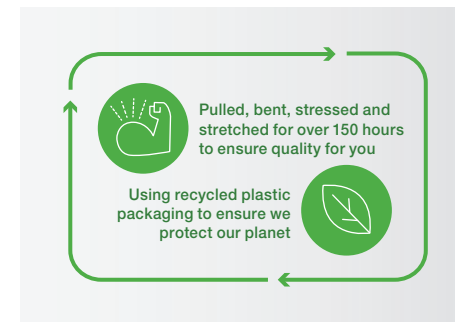 Pulled, bent, stressed and
stretched for over 150 hours
to ensure quality for you
Using recycled plastic
packaging to ensure we
protect our planet